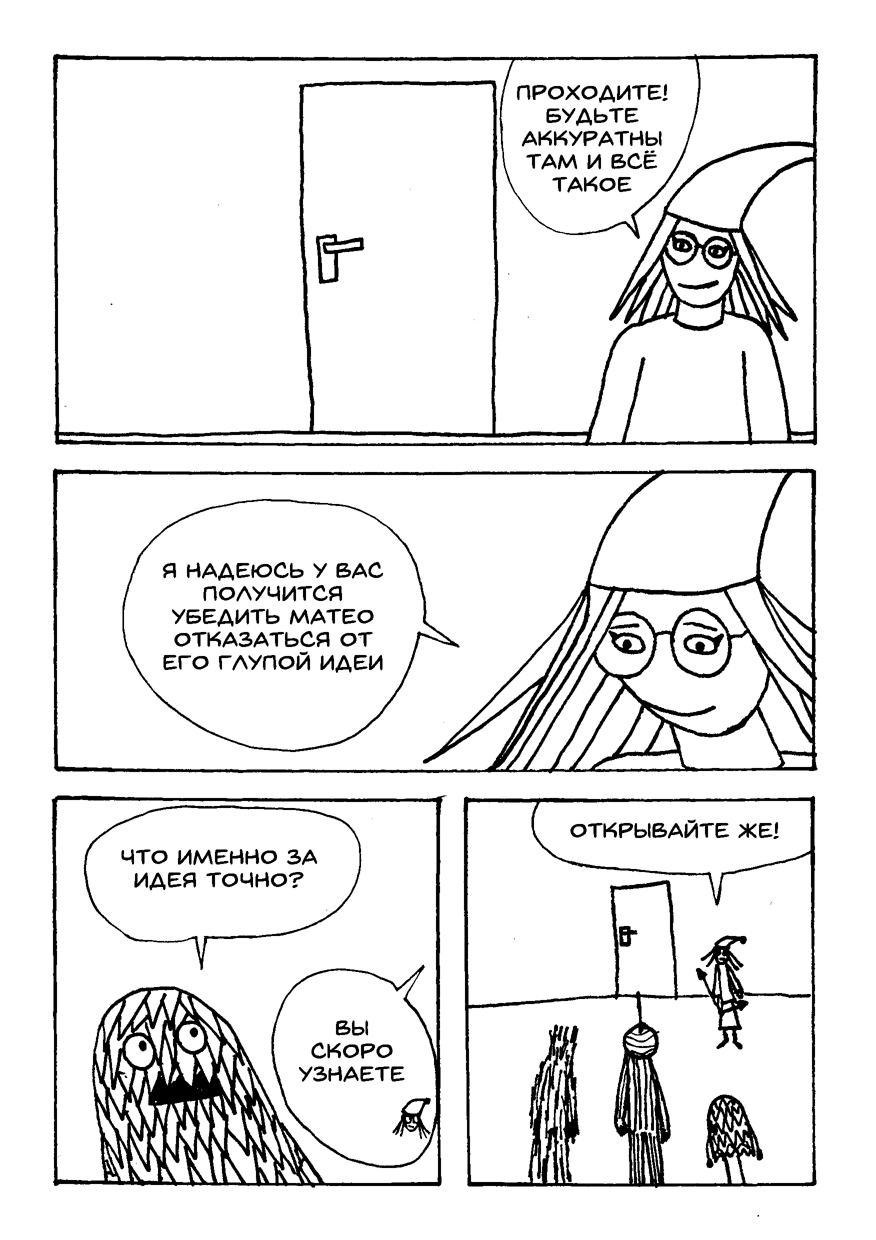 ПРОХОДИТЕ!
БУДЬТЕ
АККУРАТНЫ
ТАМ И ВСЁ
ТАКОЕ
Я НАДЕЮСЬ У ВАС
ПОЛУЧИТСЯ
УБЕДИТЬ МАТЕО
ОТКАЗАТЬСЯ ОТ
ЕГО ГЛУПОЙ ИДЕИ
ЧТО ИМЕННО ЗА
ИДЕЯ ТОЧНО?
ВЫ
СКОРО
УЗНАЕТЕ
ОТКРЫВАЙТЕ ЖЕ!